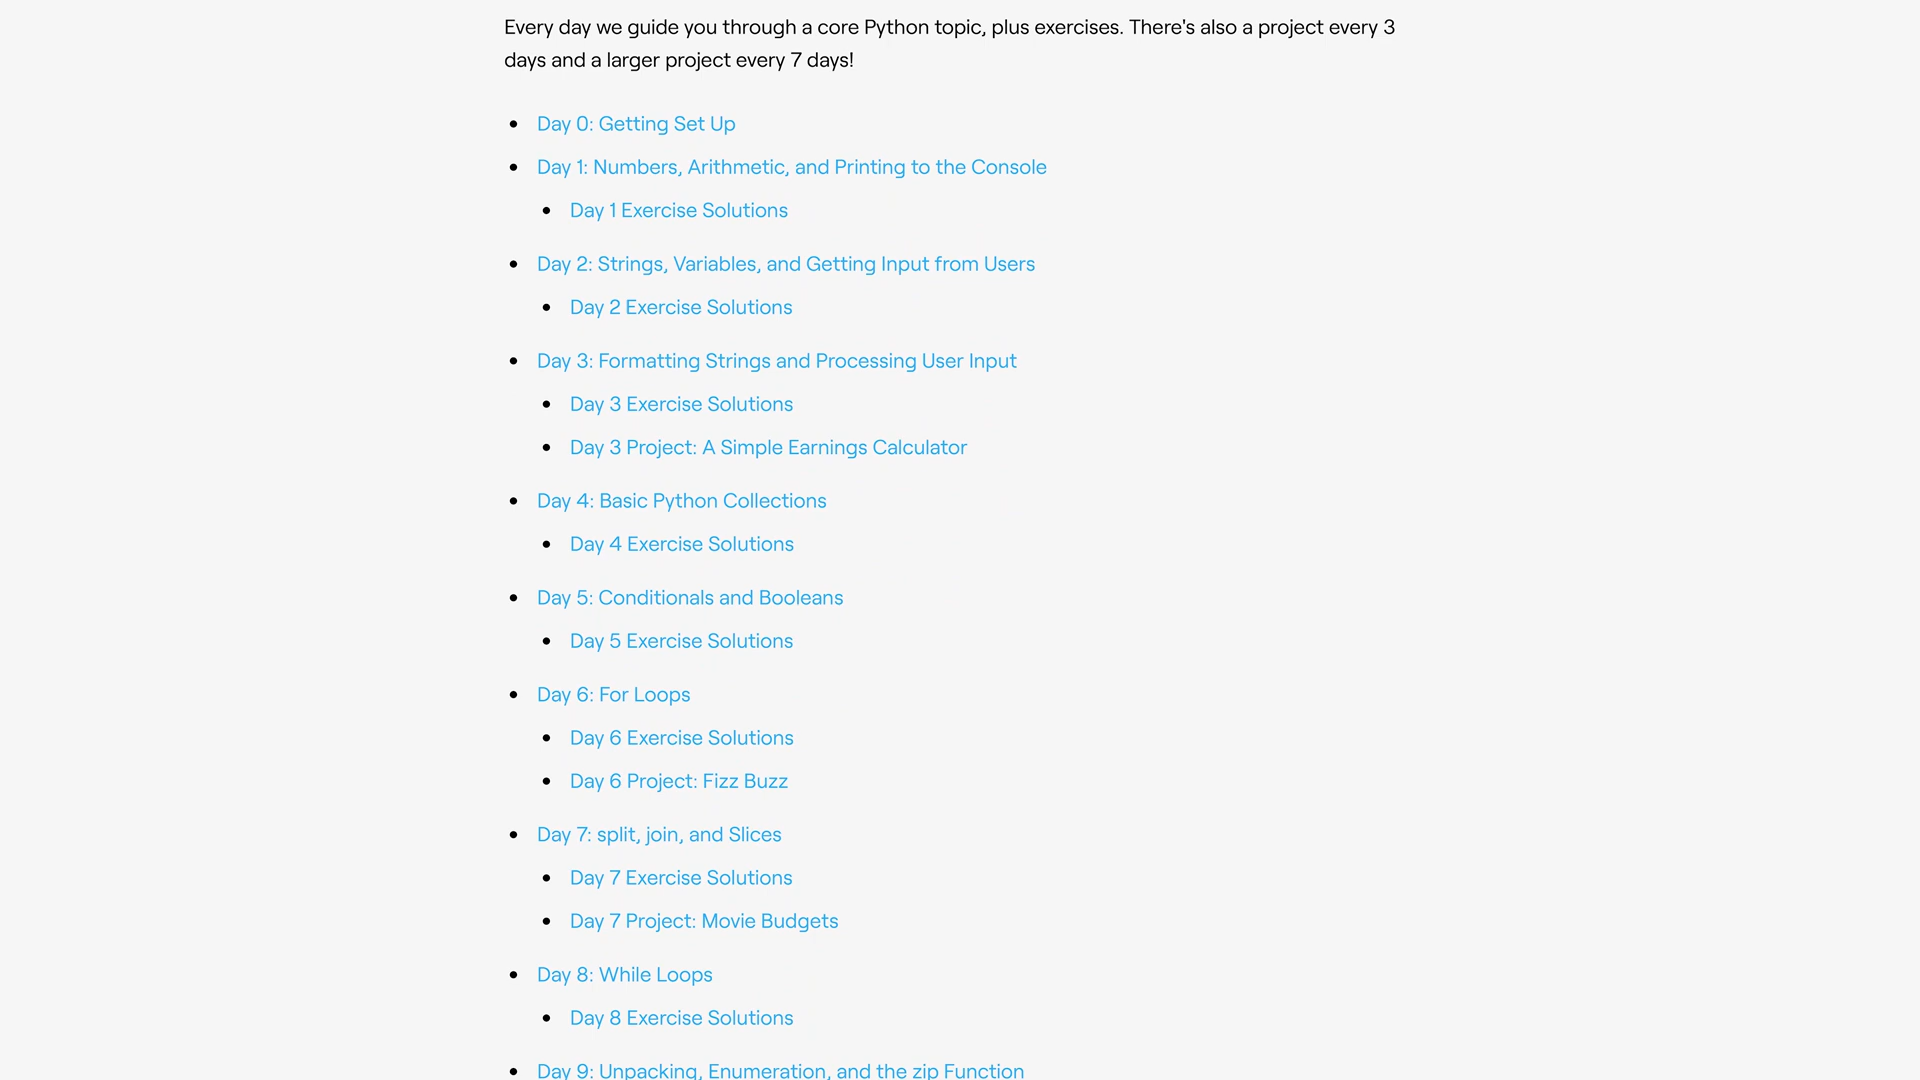 Every day we guide you through a core Python topic, plus exercises. There's also a project every 3
days and a larger project every 7 days!
Day 0: Getting Set Up
Day 1: Numbers, Arithmetic, and Printing to the Console
Day 1 Exercise Solutions
Day 2: Strings, Variables, and Getting Input from Users
Day 2 Exercise Solutions
Day 3: Formatting Strings and Processing User Input
Day 3 Exercise Solutions
Day 3 Project: A Simple Earnings Calculator
Day 4: Basic Python Collections
Day 4 Exercise Solutions
Day 5: Conditionals and Booleans
Day 5 Exercise Solutions
Day 6: For Loops
Day 6 Exercise Solutions
Day 6 Project: Fizz Buzz
Day 7: split, join, and Slices
Day 7 Exercise Solutions
Day 7 Project: Movie Budgets
Day 8: While Loops
Day 8 Exercise Solutions
Day 9: Unpacking, Enumeration, and the zip Function